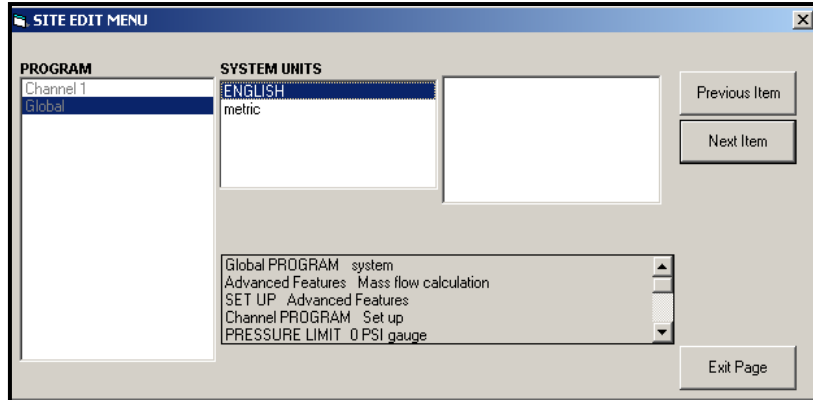 SITE EDIT MENU
PROGRAM
Channel 1
Global
SYSTEM UNITS
ENGLISH
metric
Previous Item
Next Item
Global PROGRAM system
Advanced Features Mass flow calculation
SET UP Advanced Features
Channel PROGRAM Set up
PRESSURE LIMIT 0 PSI gauge
Exit Page